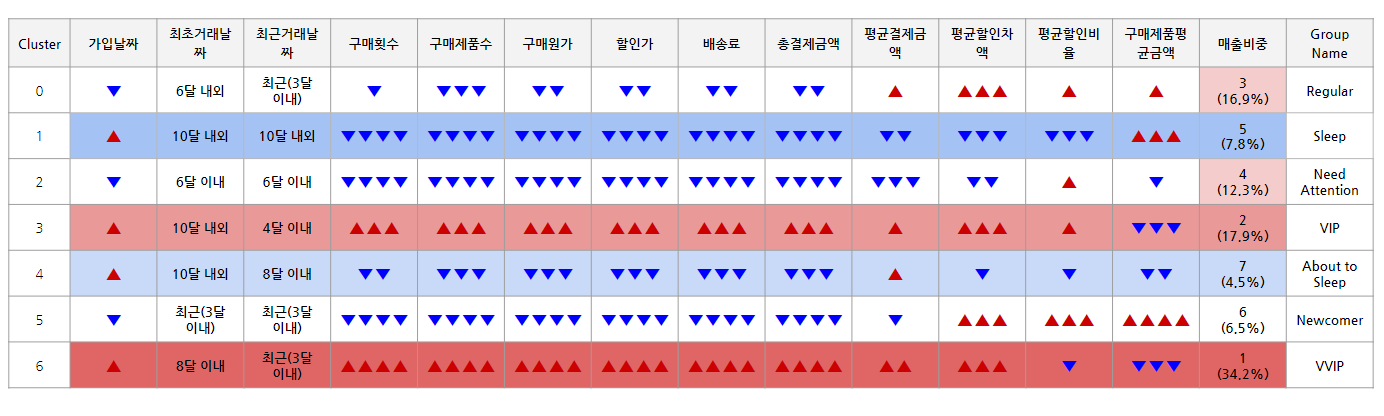 Cluster 가입날짜 최초거래날짜 최근거래날짜 구매횟수 구매제품수 구매원가 할인가 배송료 총결제금액 평균결제금액 평균할인차액 평균할인비율 구매제품평균금액 매출비중 Group Name
0 ▼ 6달 내외 최근(3달 이내) ▼ ▼▼▼ ▼▼ ▼▼ ▼▼ ▼▼ ▲ ▲▲▲ ▲ ▲ 3 (16.9%) Regular
1 ▲ 10달 내외 10달 내외 ▼▼▼▼ ▼▼▼▼ ▼▼▼▼ ▼▼▼▼ ▼▼▼▼ ▼▼▼▼ ▼▼ ▼▼▼ ▼▼▼ ▲▲▲ 5 (7.8%) Sleep
2 ▼ 6달 이내 6달 이내 ▼▼▼▼ ▼▼▼▼ ▼▼▼▼ ▼▼▼▼ ▼▼▼▼ ▼▼▼▼ ▼▼▼ ▼▼ ▲ ▼ 4 (12.3%) Need Attention
3 ▲ 10달 내외 4달 이내 ▲▲▲ ▲▲▲ ▲▲▲ ▲▲▲ ▲▲▲ ▲▲▲ ▲ ▲▲▲ ▲ ▼▼▼ 2 (17.9%) VIP
4 ▲ 10달 내외 8달 이내 ▼▼ ▼▼▼ ▼▼▼ ▼▼▼ ▼▼▼ ▼▼▼ ▲ ▼ ▼ ▼▼ 7 (4.5%) About to Sleep
5 ▼ 최근(3달 이내) 최근(3달 이내) ▼▼▼▼ ▼▼▼▼ ▼▼▼▼ ▼▼▼▼ ▼▼▼▼ ▼▼▼▼ ▼ ▲▲▲ ▲▲▲ ▲▲▲▲ 6 (6.5%) Newcomer
6 ▲ 8달 이내 최근(3달 이내) ▲▲▲▲ ▲▲▲▲ ▲▲▲▲ ▲▲▲▲ ▲▲▲▲ ▲▲▲▲ ▲▲ ▲▲▲ ▼ ▼▼▼ 1 (34.2%) VVIP